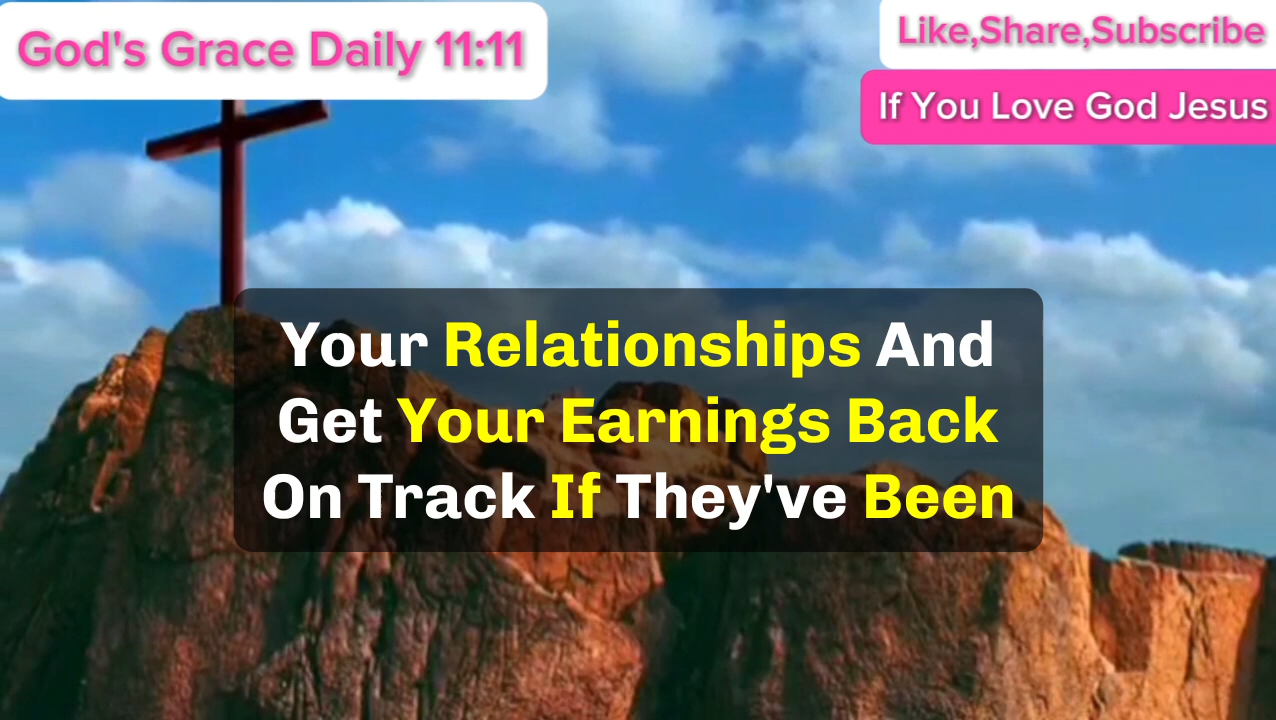 God's Grace Daily 11:11
Like,Share,Subscribe
If You Love God Jesus
Your Relationships And
Get Your Earnings Back
On Track If They've Been